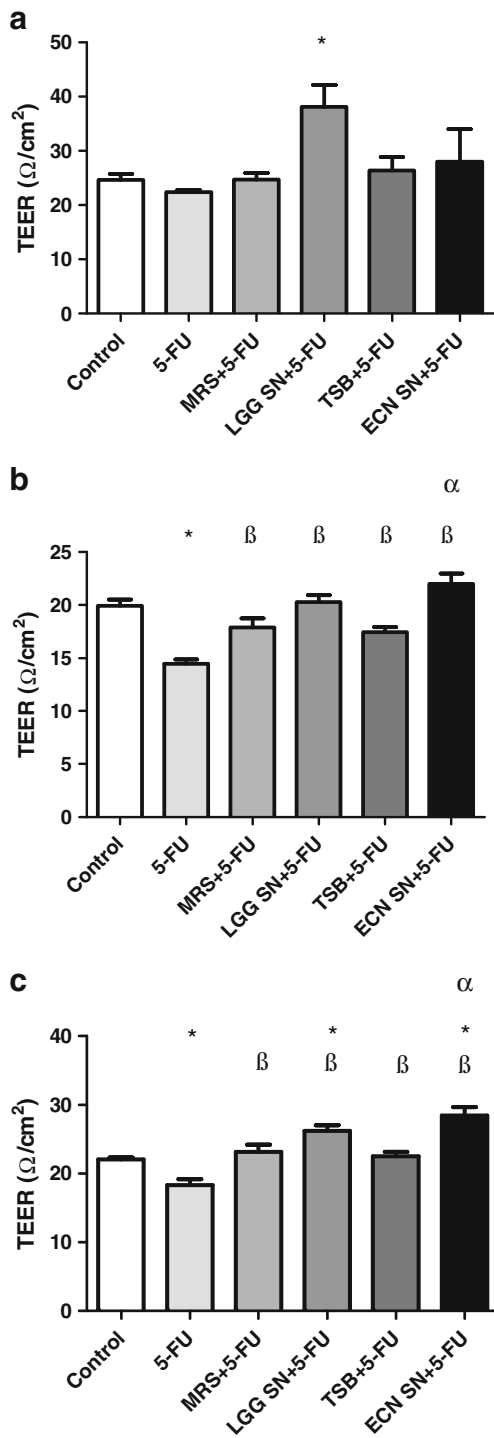 a
*
TEER (Ω/cm²)
50
40
30
20
10
0
Control
5-FU
MRS+5-FU
LGG SN+5-FU
TSB+5-FU
ECN SN+5-FU
b
α
* ß ß ß ß
TEER (Ω/cm²)
25
20
15
10
5
0
Control
5-FU
MRS+5-FU
LGG SN+5-FU
TSB+5-FU
ECN SN+5-FU
c
α
* * *
ß ß ß ß
TEER (Ω/cm²)
40
30
20
10
0
Control
5-FU
MRS+5-FU
LGG SN+5-FU
TSB+5-FU
ECN SN+5-FU